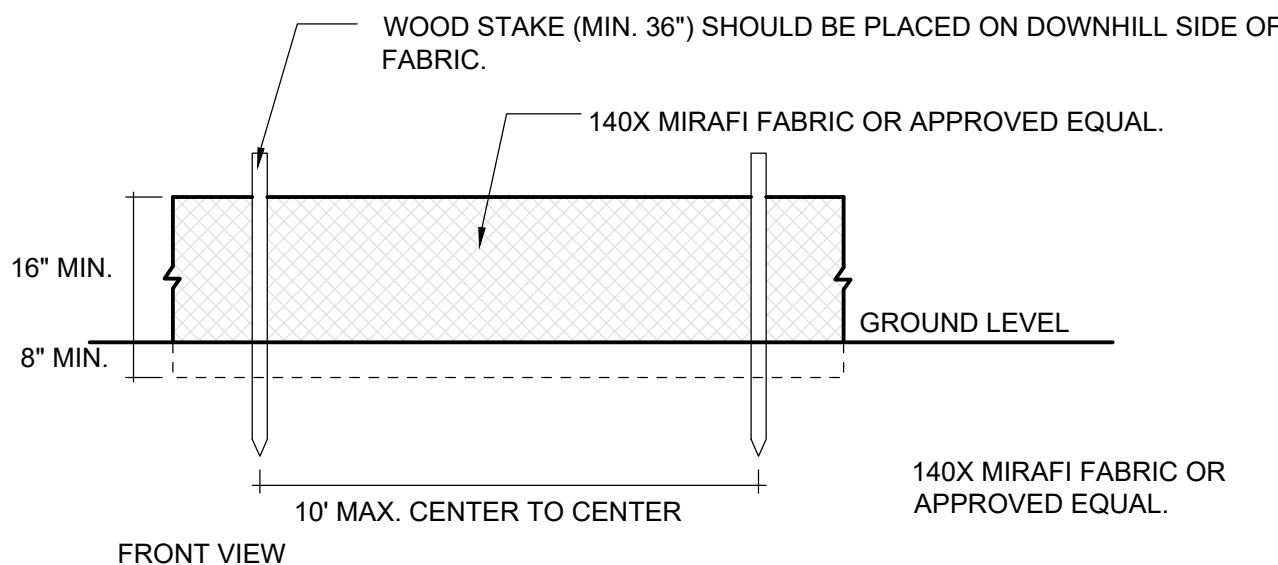 WOOD STAKE (MIN. 36") SHOULD BE PLACED ON DOWNHILL SIDE OF
FABRIC.
140X MIRAFI FABRIC OR APPROVED EQUAL.
16" MIN.
GROUND LEVEL
8" MIN.
140X MIRAFI FABRIC OR
APPROVED EQUAL.
10' MAX. CENTER TO CENTER
FRONT VIEW